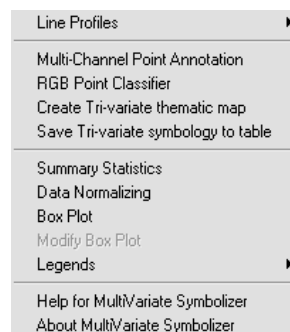 Line Profiles
Multi-Channel Point Annotation
RGB Point Classifier
Create Tri-variate thematic map
Save Tri-variate symbology to table
Summary Statistics
Data Normalizing
Box Plot
Modify Box Plot
Legends
Help for MultiVariate Symbolizer
About MultiVariate Symbolizer